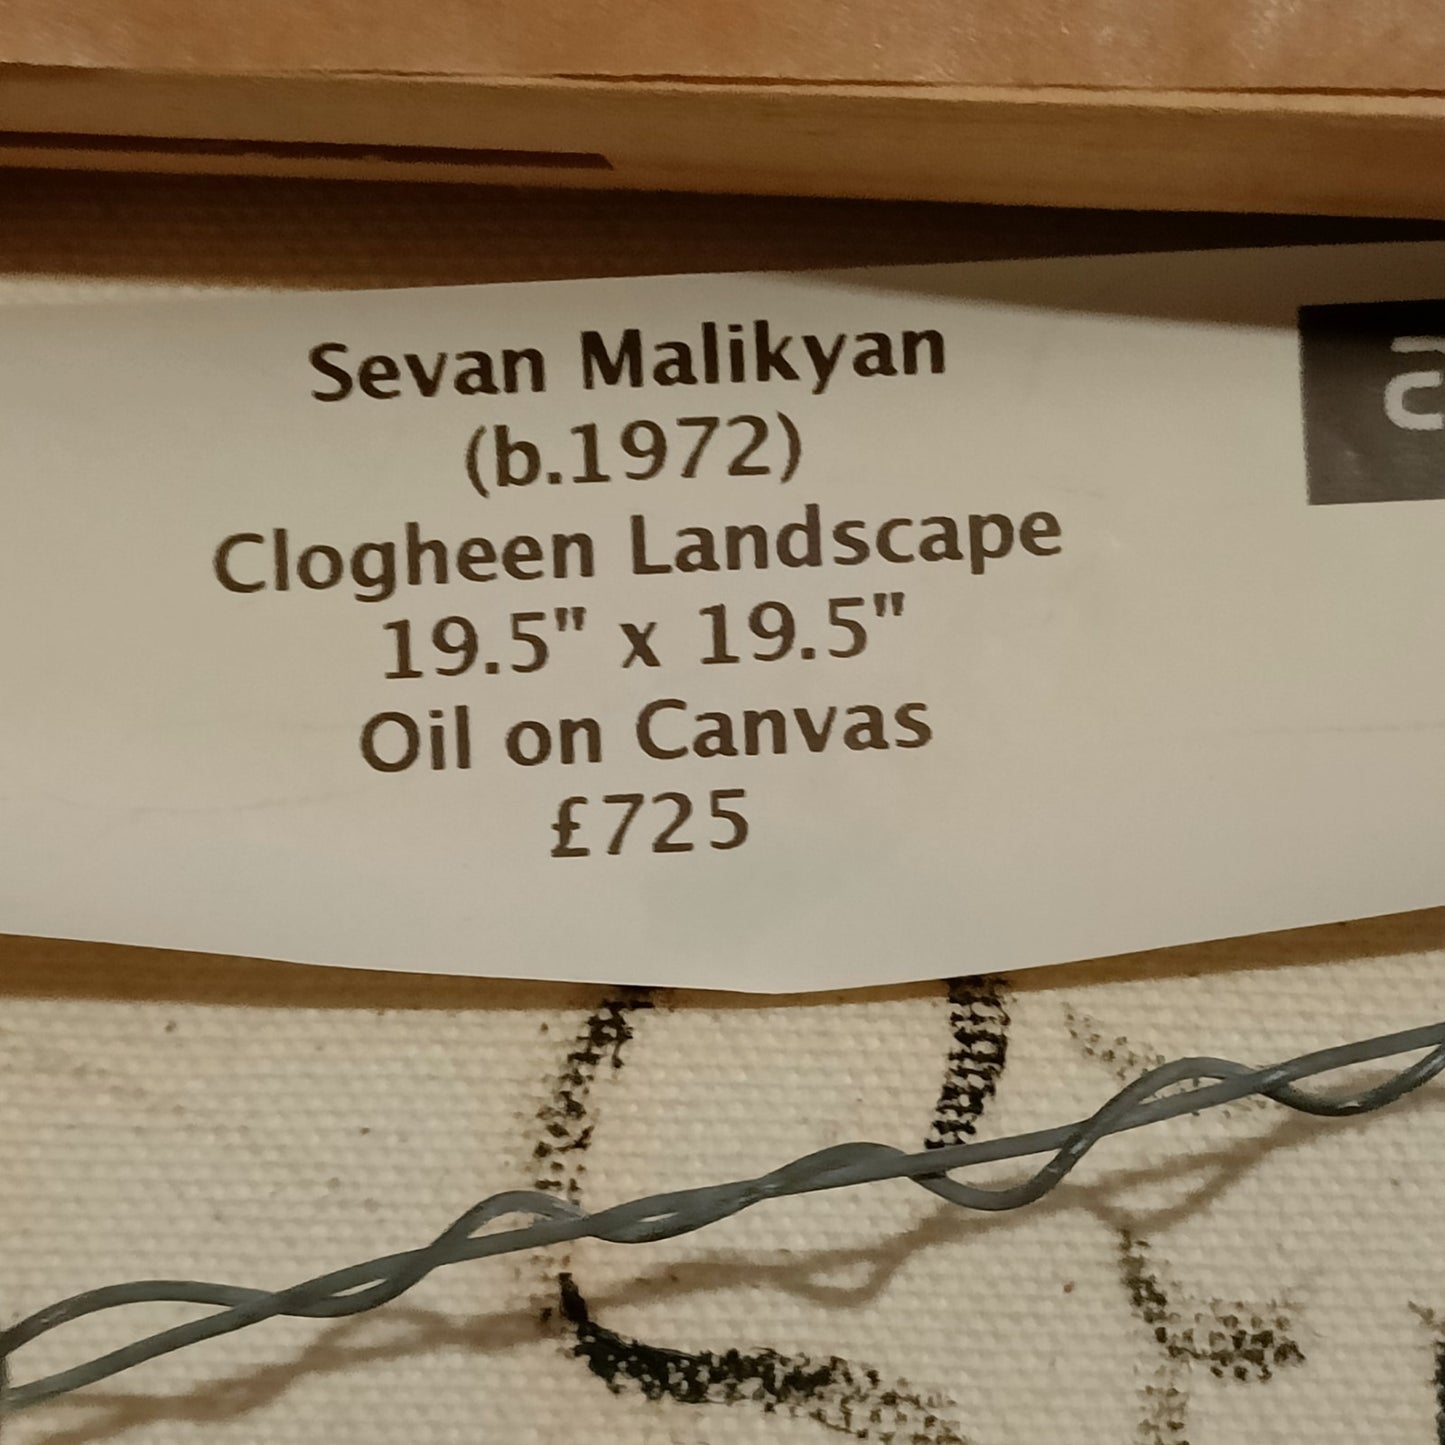 Sevan Malikyan
(b.1972)
Clogheen Landscape
19.5" x 19.5"
Oil on Canvas
£725